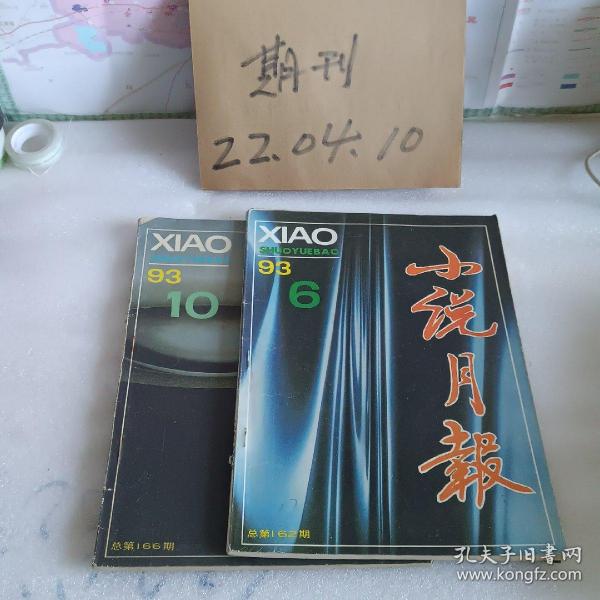 期刊
22.04.10
XIAO
93
10
总第166期
XIAO
SHUOYUEBAO
93
6
小说月報
总第162期
孔夫子旧书网
www.kongfz.com